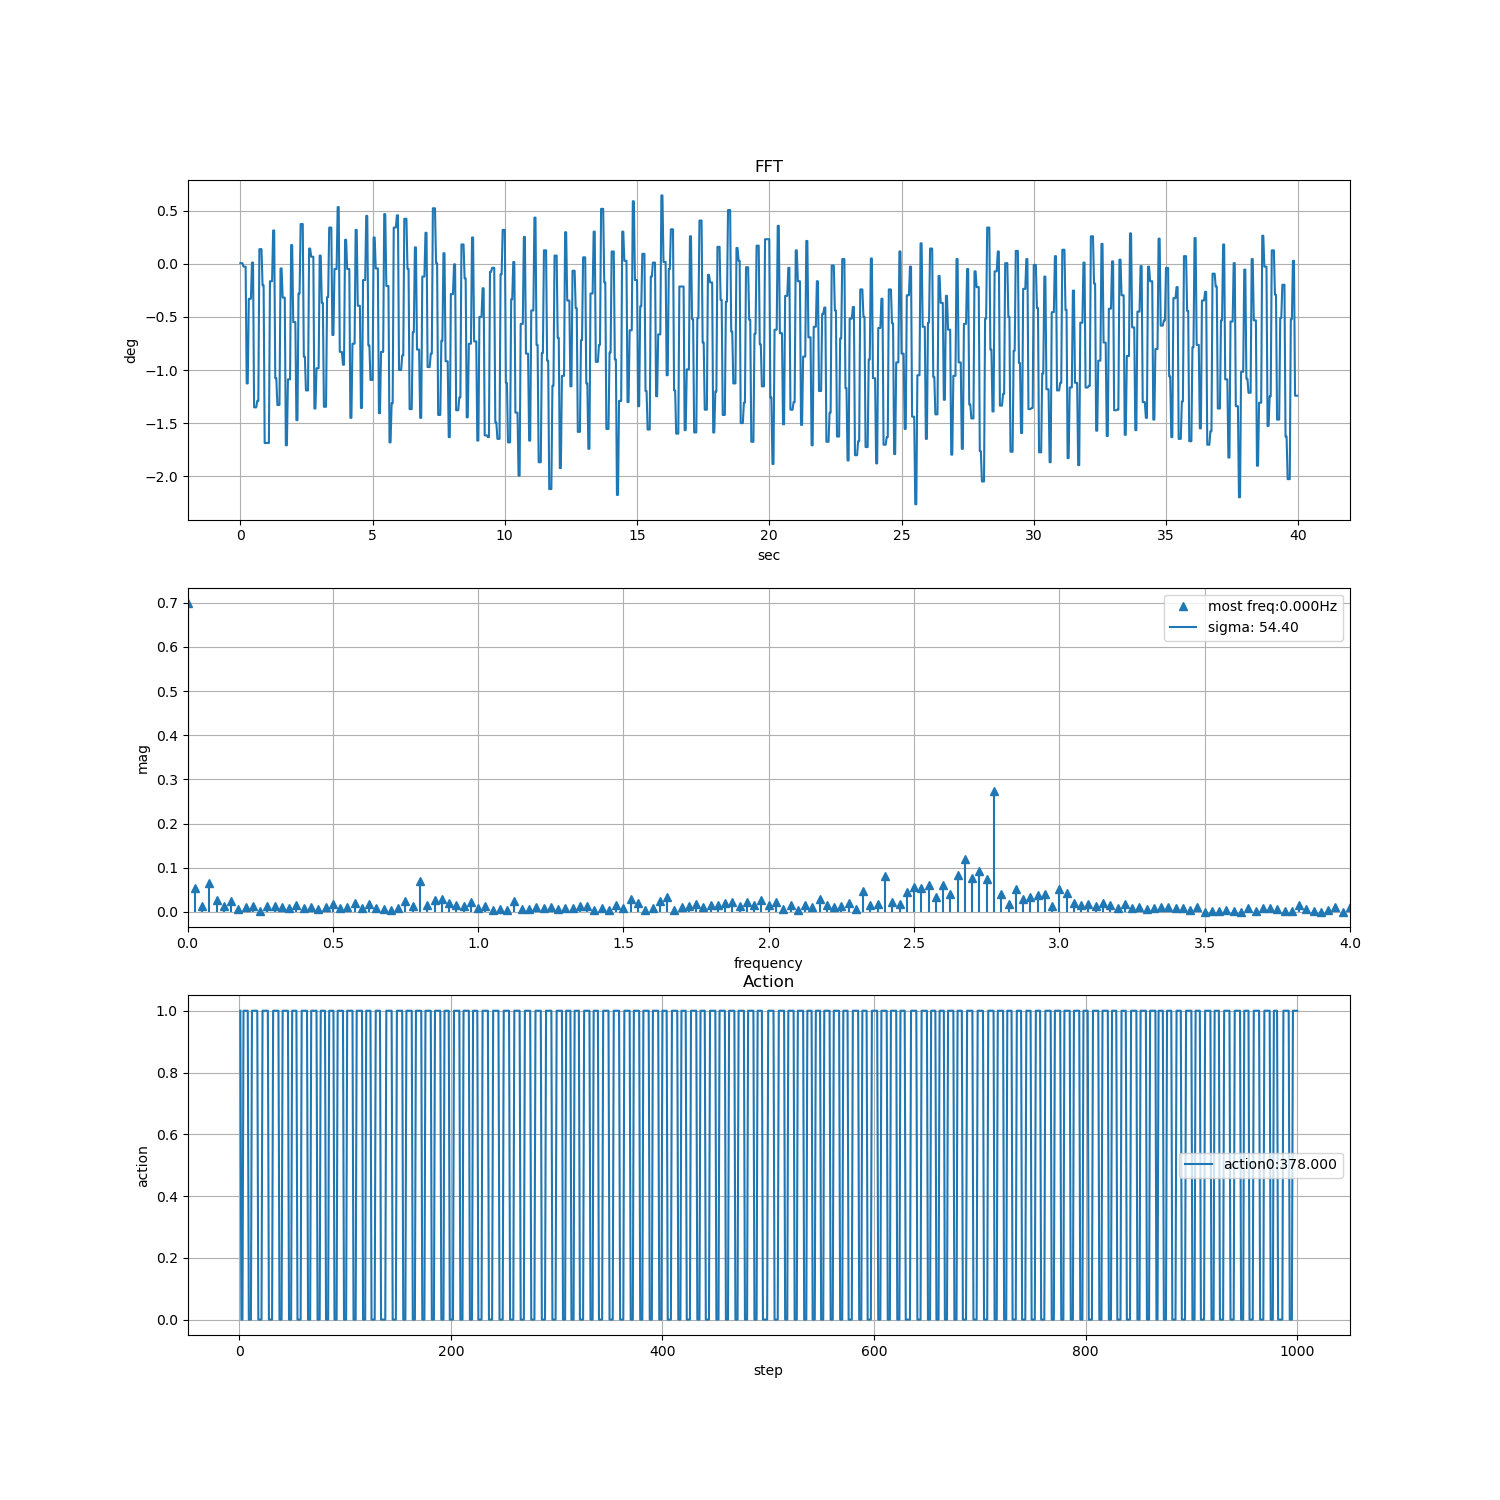 FFT
0.5
0.0
−0.5
−1.0
−1.5
−2.0
deg
0 5 10 15 20 25 30 35 40
sec
0.7
0.6
0.5
0.4
0.3
0.2
0.1
0.0
mag
most freq:0.000Hz
sigma: 54.40
0.0 0.5 1.0 1.5 2.0 2.5 3.0 3.5 4.0
frequency
Action
1.0
0.8
0.6
0.4
0.2
0.0
action
action0:378.000
0 200 400 600 800 1000
step